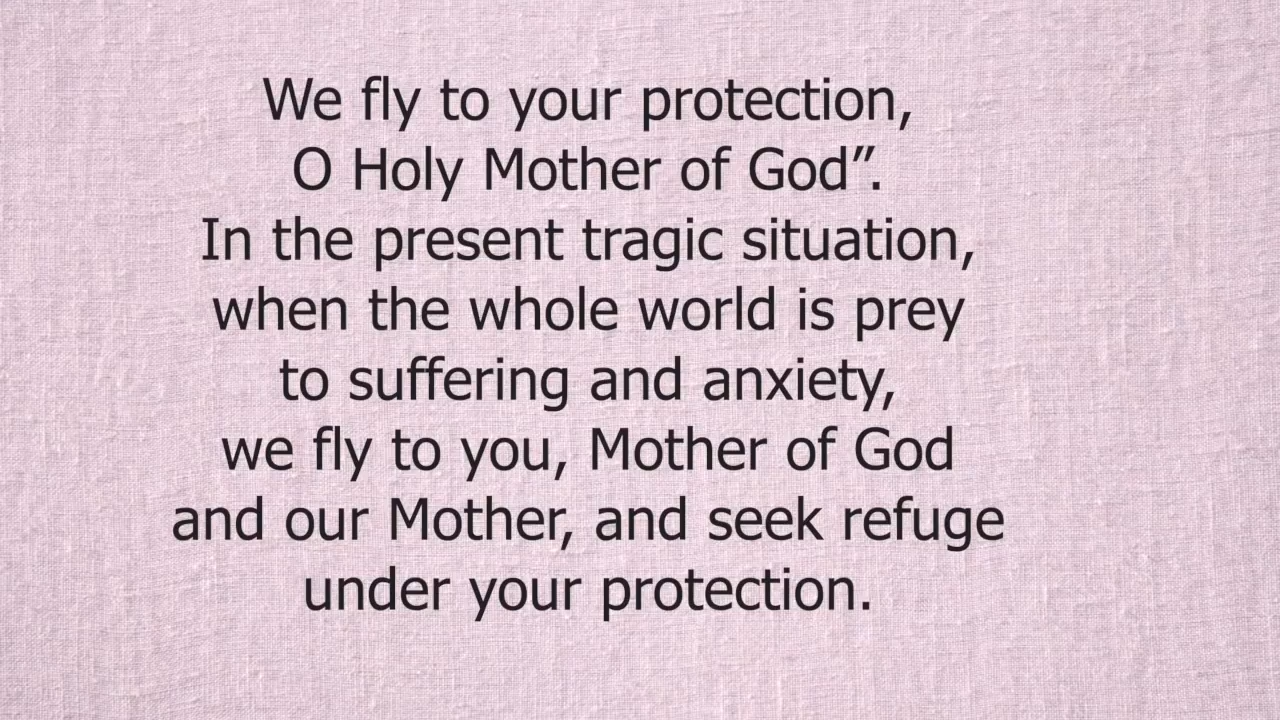 We fly to your protection,
O Holy Mother of God”.
In the present tragic situation,
when the whole world is prey
to suffering and anxiety,
we fly to you, Mother of God
and our Mother, and seek refuge
under your protection.